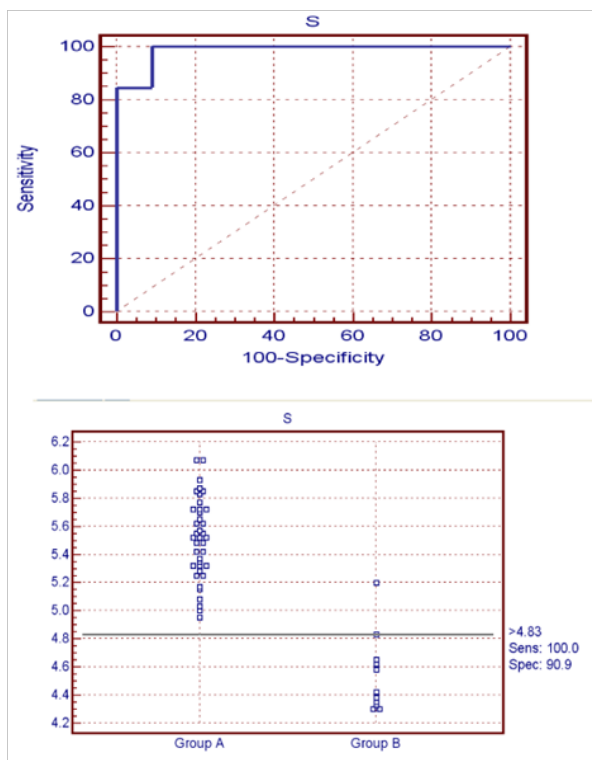 S
100
80
60
40
20
0
Sensitivity
0 20 40 60 80 100
100-Specificity
S
6.2
6.0
5.8
5.6
5.4
5.2
5.0
4.8
4.6
4.4
4.2
>4.83
Sens: 100.0
Spec: 90.9
Group A Group B